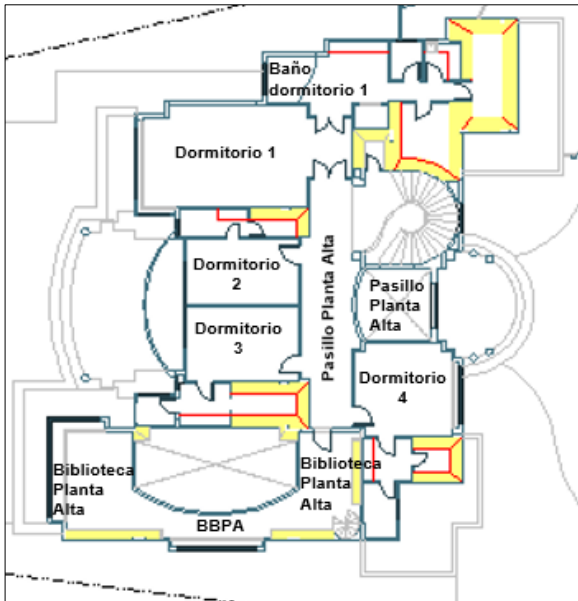 Baño
dormitorio 1
Dormitorio 1
Dormitorio
2
Pasillo Planta Alta
Pasillo
Planta
Alta
Dormitorio
3
Dormitorio
4
Biblioteca
Planta
Alta
Biblioteca
Planta
Alta
BBPA